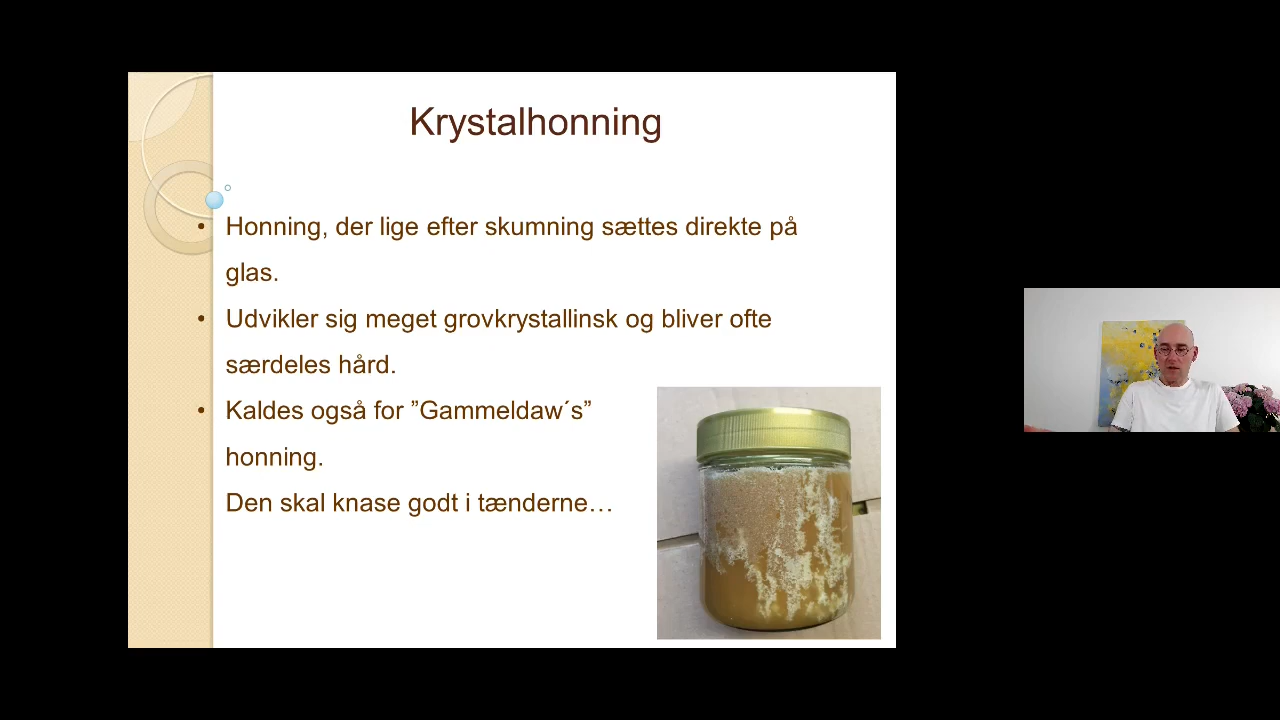 Krystalhonning
• Honning, der lige efter skumning sættes direkte på
glas.
• Udvikler sig meget grovkrystallinsk og bliver ofte
særdeles hård.
• Kaldes også for ”Gammeldaw´s”
honning.
Den skal knase godt i tænderne…